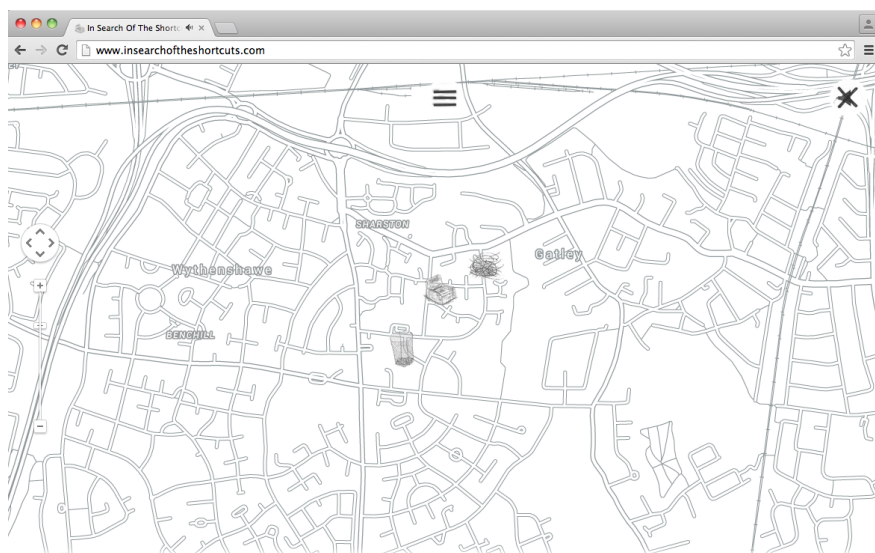 In Search Of The Shortc
www.insearchoftheshortcuts.com
SHARSTON
Gatley
Wythenshawe
BENCHILL